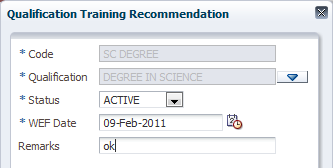 Qualification Training Recommendation
* Code SC DEGREE
* Qualification DEGREE IN SCIENCE
* Status ACTIVE
* WEF Date 09-Feb-2011
Remarks ok